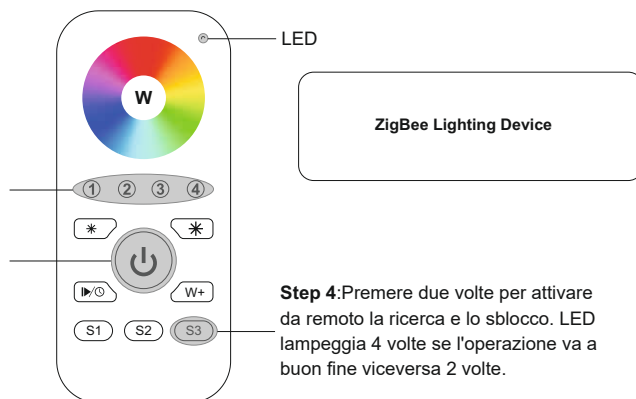 LED
W
ZigBee Lighting Device
1 2 3 4
W+
S1 S2 S3
Step 4:Premere due volte per attivare
da remoto la ricerca e lo sblocco. LED
lampeggia 4 volte se l'operazione va a
buon fine viceversa 2 volte.